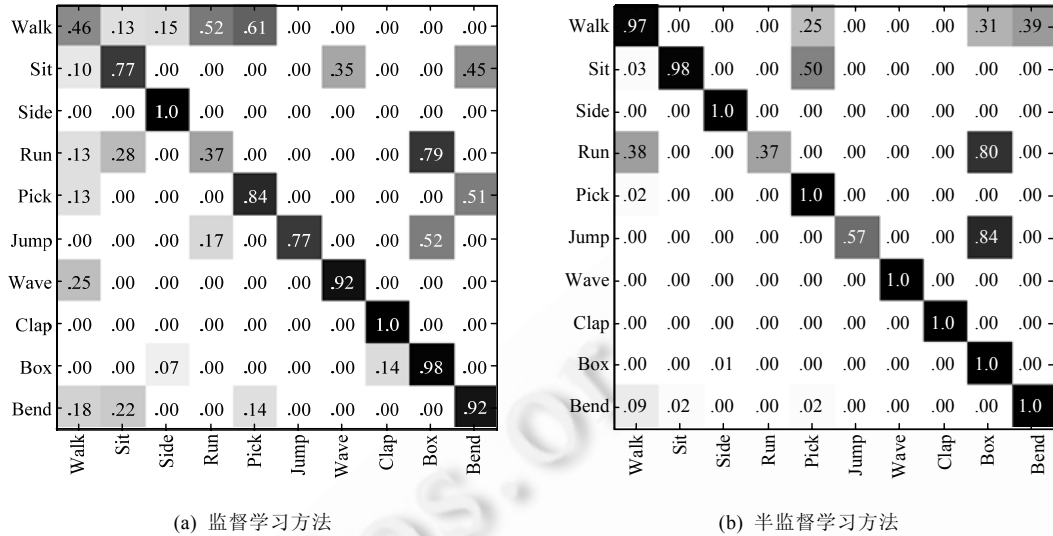 Walk .46 .13 .15 .52 .61 .00 .00 .00 .00 .00
Sit .10 .77 .00 .00 .00 .00 .35 .00 .00 .45
Side .00 .00 1.0 .00 .00 .00 .00 .00 .00 .00
Run .13 .28 .00 .37 .00 .00 .00 .00 .79 .00
Pick .13 .00 .00 .00 .84 .00 .00 .00 .00 .51
Jump .00 .00 .00 .17 .00 .77 .00 .00 .52 .00
Wave .25 .00 .00 .00 .00 .00 .92 .00 .00 .00
Clap .00 .00 .00 .00 .00 .00 .00 1.0 .00 .00
Box .00 .00 .07 .00 .00 .00 .00 .14 .98 .00
Bend .18 .22 .00 .00 .14 .00 .00 .00 .00 .92
Walk Sit Side Run Pick Jump Wave Clap Box Bend
(a) 监督学习方法
Walk .97 .00 .00 .00 .25 .00 .00 .00 .31 .39
Sit .03 .98 .00 .00 .50 .00 .00 .00 .00 .00
Side .00 .00 1.0 .00 .00 .00 .00 .00 .00 .00
Run .38 .00 .00 .37 .00 .00 .00 .00 .80 .00
Pick .02 .00 .00 .00 1.0 .00 .00 .00 .00 .00
Jump .00 .00 .00 .00 .00 .57 .00 .00 .84 .00
Wave .00 .00 .00 .00 .00 .00 1.0 .00 .00 .00
Clap .00 .00 .00 .00 .00 .00 .00 1.0 .00 .00
Box .00 .00 .01 .00 .00 .00 .00 .00 1.0 .00
Bend .09 .02 .00 .00 .02 .00 .00 .00 .00 1.0
Walk Sit Side Run Pick Jump Wave Clap Box Bend
(b) 半监督学习方法